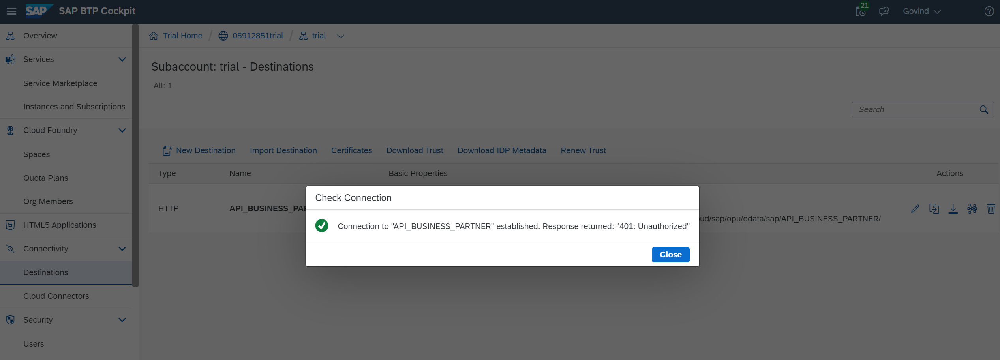 SAP SAP BTP Cockpit
21
Govind
Overview
Services
Service Marketplace
Instances and Subscriptions
Cloud Foundry
Spaces
Quota Plans
Org Members
HTML5 Applications
Connectivity
Destinations
Cloud Connectors
Security
Users
Trial Home / 05912851trial / trial
Subaccount: trial - Destinations
All: 1
Search
New Destination Import Destination Certificates Download Trust Download IDP Metadata Renew Trust
Type Name Basic Properties Actions
HTTP API_BUSINESS_PAR
ud/sap/opu/odata/sap/API_BUSINESS_PARTNER/
Check Connection
Connection to "API_BUSINESS_PARTNER" established. Response returned: "401: Unauthorized"
Close